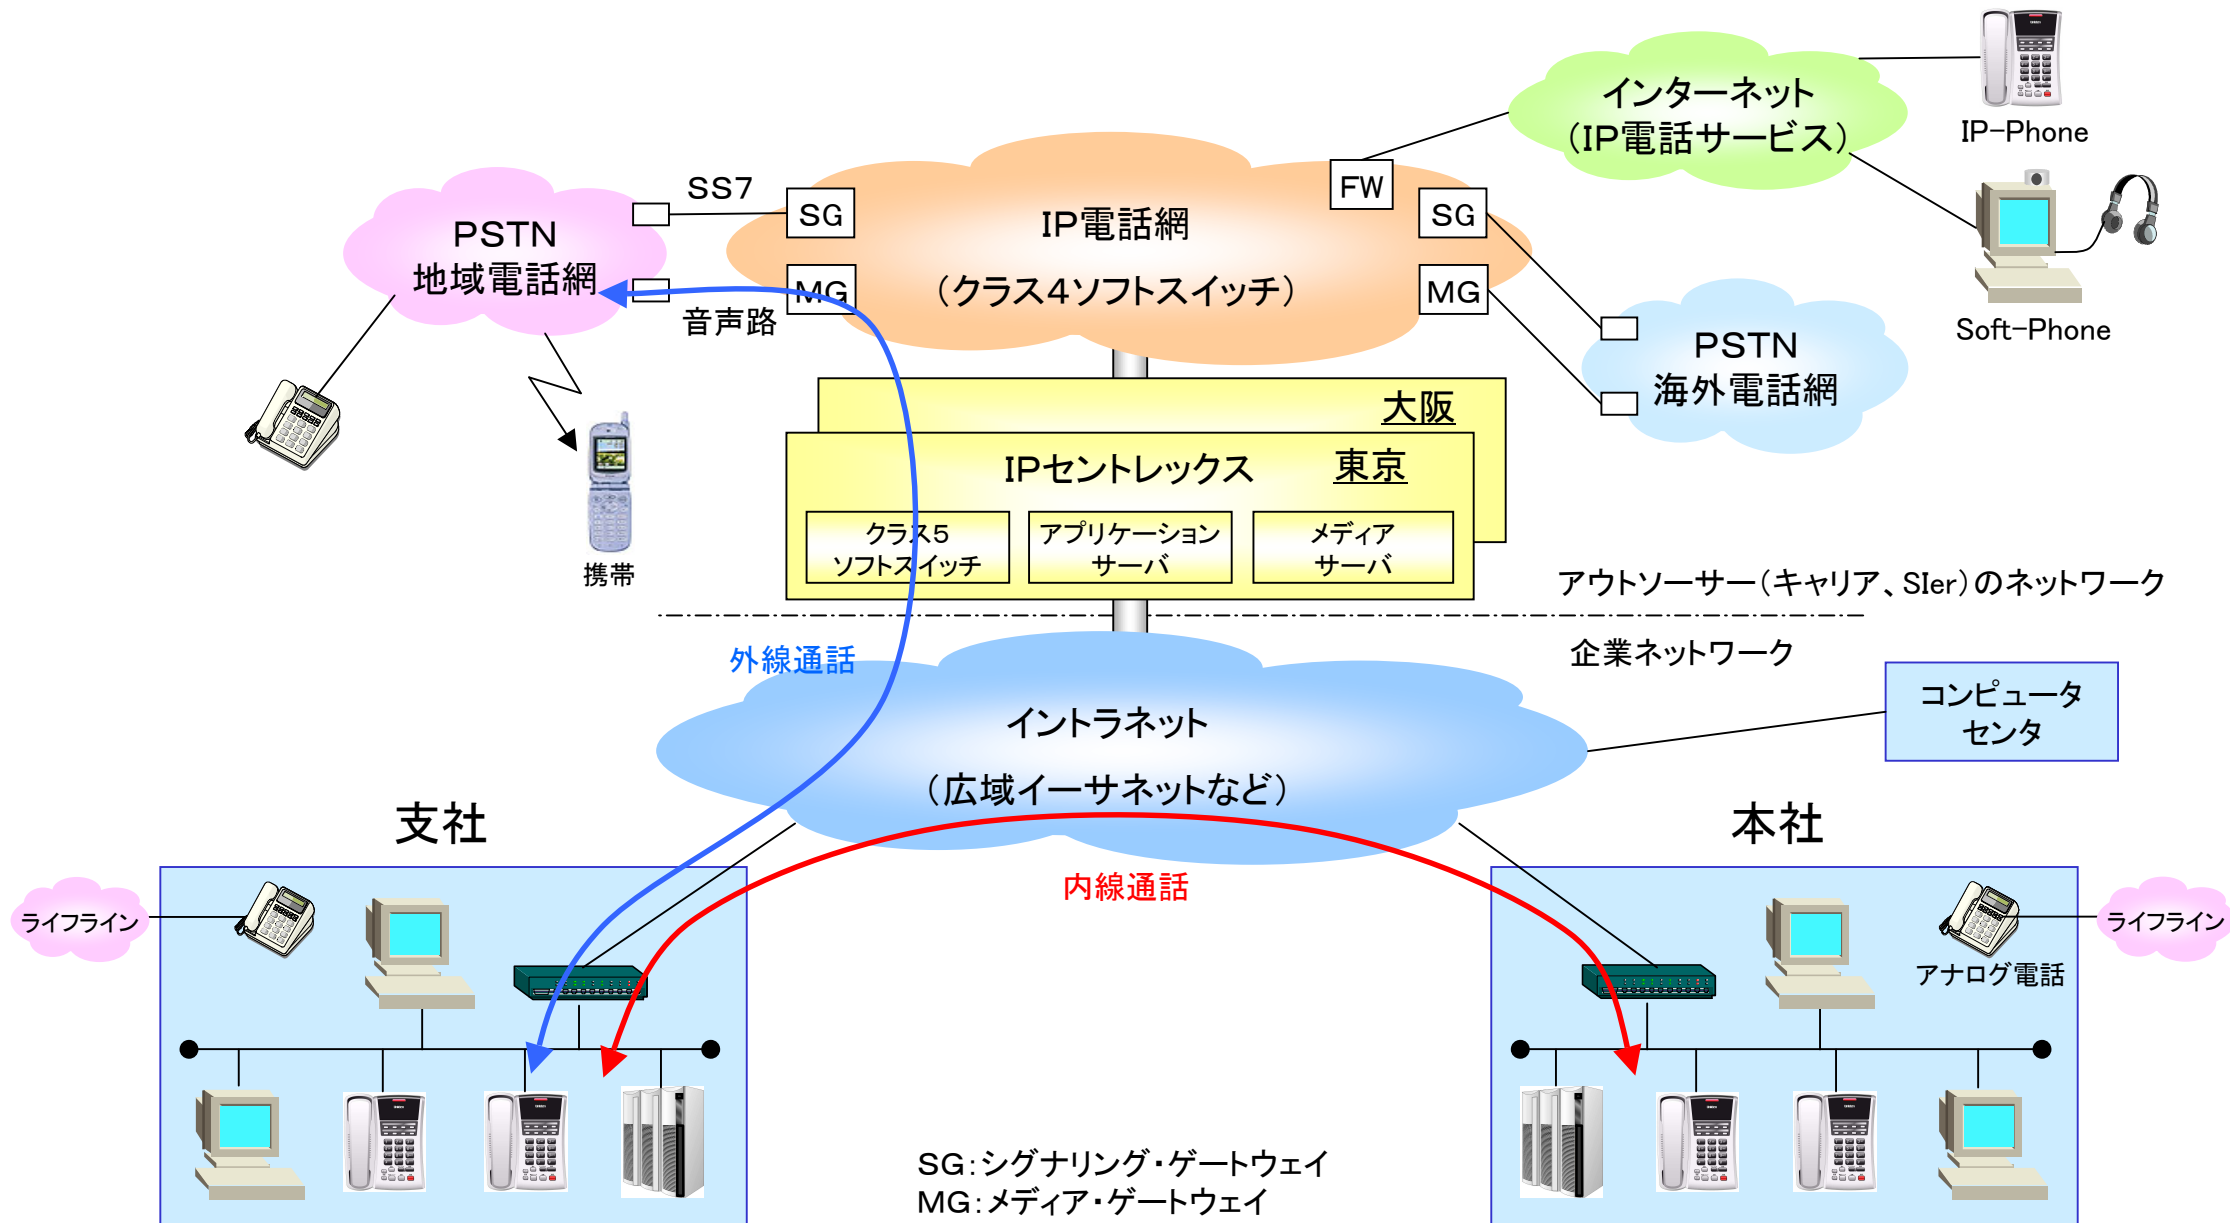 インターネット
（IP電話サービス）
IP-Phone
Soft-Phone
FW
SS7
SG
MG
音声路
PSTN
地域電話網
携帯
IP電話網
（クラス4ソフトスイッチ）
SG
MG
PSTN
海外電話網
大阪
IPセントレックス
東京
クラス5
ソフトスイッチ
アプリケーション
サーバ
メディア
サーバ
アウトソーサー（キャリア、SIer）のネットワーク
企業ネットワーク
外線通話
イントラネット
（広域イーサネットなど）
コンピュータ
センタ
支社
本社
内線通話
ライフライン
ライフライン
アナログ電話
SG：シグナリング・ゲートウェイ
MG：メディア・ゲートウェイ